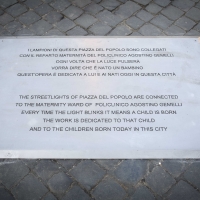 I LAMPIONI DI QUESTA PIAZZA DEL POPOLO SONO COLLEGATI
CON IL REPARTO MATERNITÀ DEL POLICLINICO AGOSTINO GEMELLI
OGNI VOLTA CHE LA LUCE PULSERÀ
VORRÀ DIRE CHE È NATO UN BAMBINO
QUEST'OPERA È DEDICATA A LUI E AI NATI OGGI IN QUESTA CITTÀ
THE STREETLIGHTS OF PIAZZA DEL POPOLO ARE CONNECTED
TO THE MATERNITY WARD OF POLICLINICO AGOSTINO GEMELLI
EVERY TIME THE LIGHT BLINKS IT MEANS A CHILD IS BORN
THE WORK IS DEDICATED TO THAT CHILD
AND TO THE CHILDREN BORN TODAY IN THIS CITY